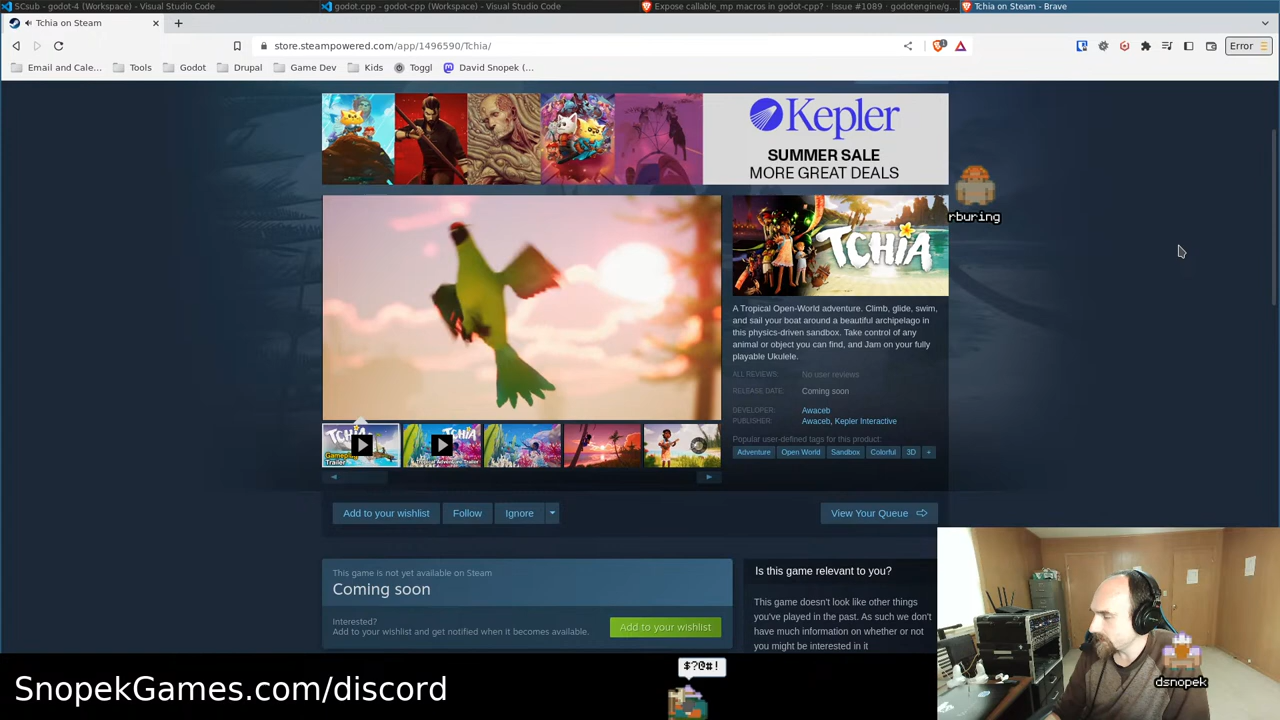 SCsub - godot-4 (Workspace) - Visual Studio Code
godot.cpp - godot-cpp (Workspace) - Visual Studio Code
Expose callable_mp macros in godot-cpp? · Issue #1089 · godotengine/g...
Tchia on Steam - Brave
Tchia on Steam
store.steampowered.com/app/1496590/Tchia/
1
Error
Email and Cale...
Tools
Godot
Drupal
Game Dev
Kids
Toggl
David Snopek (...
Kepler
SUMMER SALE
MORE GREAT DEALS
rburing
TCHIA
A Tropical Open-World adventure. Climb, glide, swim,
and sail your boat around a beautiful archipelago in
this physics-driven sandbox. Take control of any
animal or object you can find, and Jam on your fully
playable Ukulele.
ALL REVIEWS: No user reviews
RELEASE DATE: Coming soon
DEVELOPER: Awaceb
PUBLISHER: Awaceb, Kepler Interactive
Popular user-defined tags for this product:
Adventure Open World Sandbox Colorful 3D +
TCHIA
Gameplay
Trailer
TCHIA
Tropical Adventure Trailer
Add to your wishlist
Follow
Ignore
View Your Queue
This game is not yet available on Steam
Coming soon
Interested?
Add to your wishlist and get notified when it becomes available.
Add to your wishlist
Is this game relevant to you?
This game doesn't look like other things
you've played in the past. As such we don't
have much information on whether or not
you might be interested in it
$?@#!
dsnopek
SnopekGames.com/discord